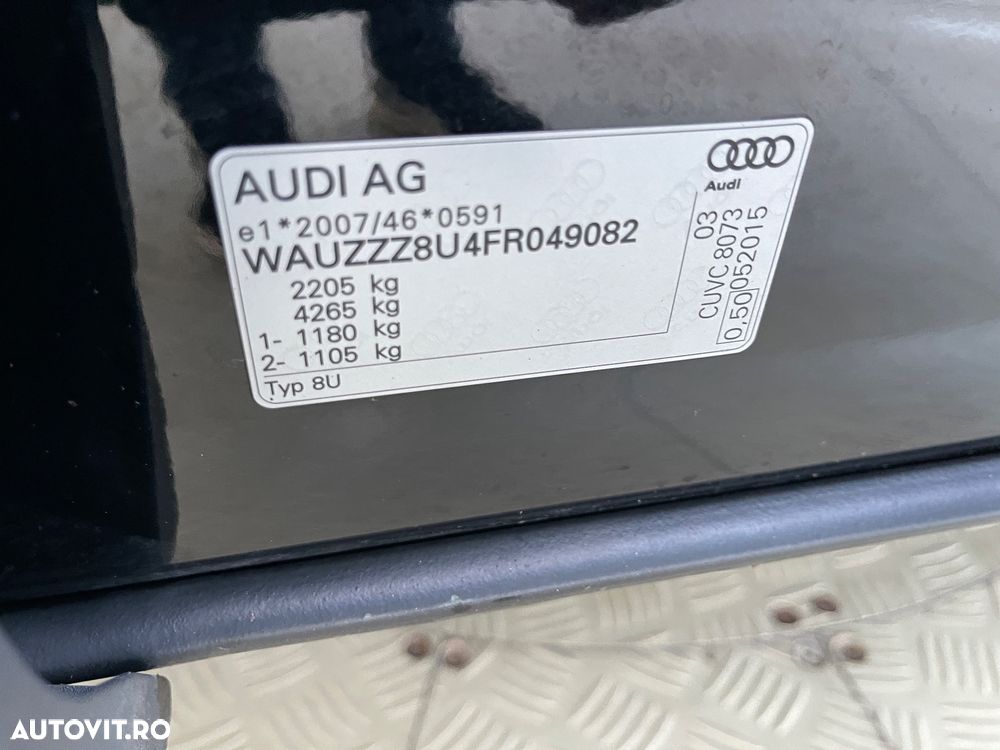 AUDI AG
e1*2007/46*0591
WAUZZZ8U4FR049082
2205 kg
4265 kg
1- 1180 kg
2- 1105 kg
Typ 8U
Audi
03
CUVC 8073
0,50 052015
AUTOVIT.RO